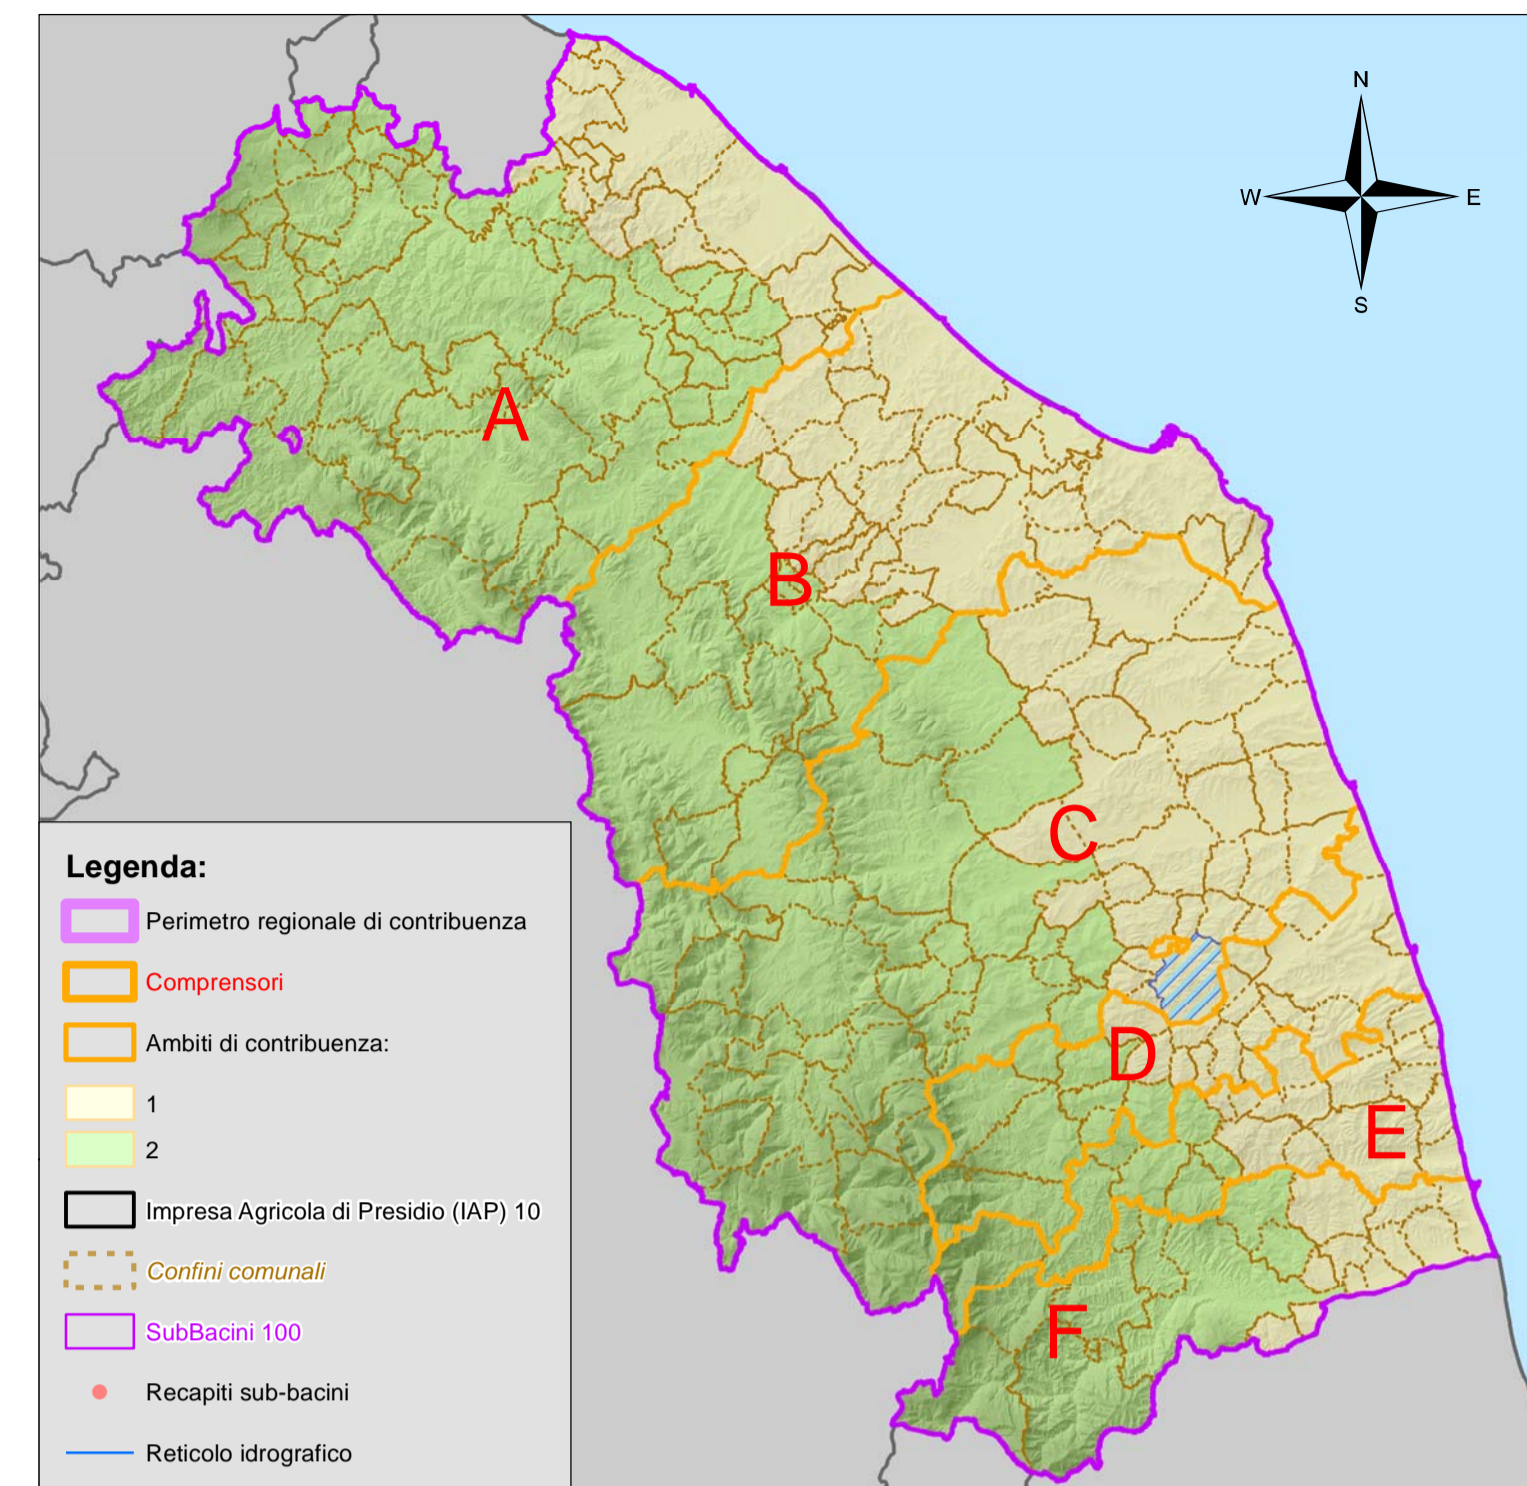 N
W
E
S
A
B
C
D
E
F
Legenda:
Perimetro regionale di contribuenza
Comprensori
Ambiti di contribuenza:
1
2
Impresa Agricola di Presidio (IAP) 10
Confini comunali
SubBacini 100
Recapiti sub-bacini
Reticolo idrografico